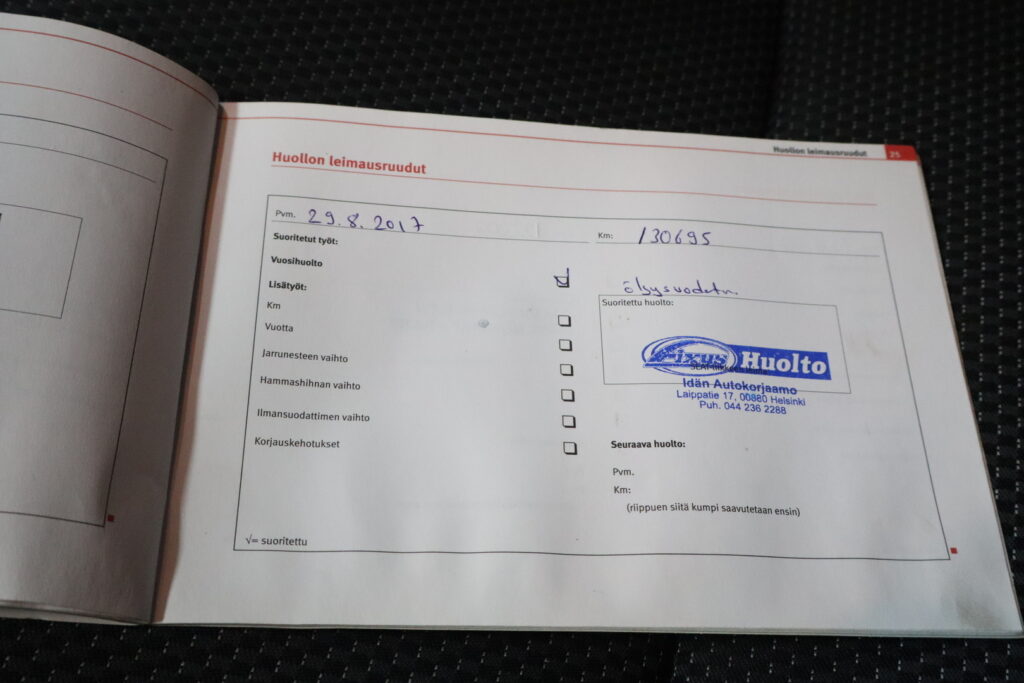 Huollon leimausruudut 25
Huollon leimausruudut
Pvm. 29.8.2017
Km: 130695
Suoritetut työt:
Vuosihuolto
Lisätyöt:
Km
Vuotta
Jarrunesteen vaihto
Hammashihnan vaihto
Ilmansuodattimen vaihto
Korjauskehotukset
√= suoritettu
Suoritettu huolto:
Fixus Huolto
Idän Autokorjaamo
Laippatie 17, 00880 Helsinki
Puh. 044 236 2288
Seuraava huolto:
Pvm.
Km:
(riippuen siitä kumpi saavutetaan ensin)